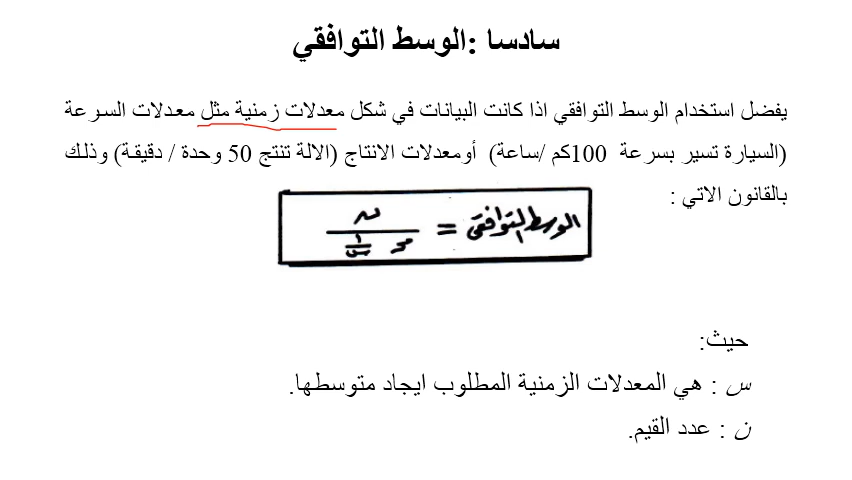 سادسا :الوسط التوافقي
يفضل استخدام الوسط التوافقي اذا كانت البيانات في شكل معدلات زمنية مثل معدلات السرعة
(السيارة تسير بسرعة 100كم /ساعة) أومعدلات الانتاج (الالة تنتج 50 وحدة / دقيقة) وذلك
بالقانون الاتي :
الوسط التوافقي = ن / مجـ ١/س
حيث:
س : هي المعدلات الزمنية المطلوب ايجاد متوسطها.
ن : عدد القيم.